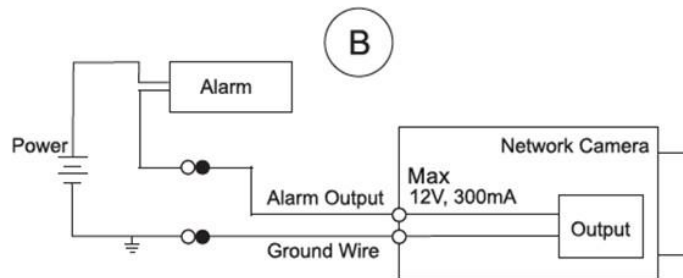 B
Alarm
Power
Network Camera
Max
12V, 300mA
Alarm Output
Output
Ground Wire